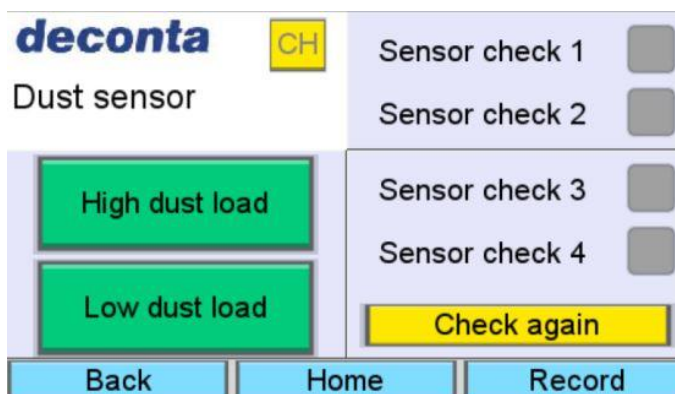 deconta
CH
Dust sensor
High dust load
Low dust load
Sensor check 1
Sensor check 2
Sensor check 3
Sensor check 4
Check again
Back
Home
Record